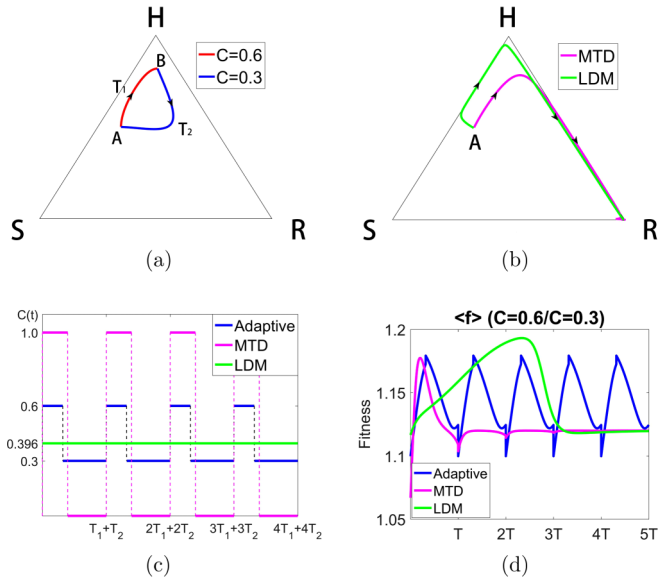 H
C=0.6
C=0.3
B
T₁
A
T₂
S
R
(a)
H
MTD
LDM
A
S
R
(b)
C(t)
1.0
0.6
0.396
0.3
Adaptive
MTD
LDM
T₁+T₂
2T₁+2T₂
3T₁+3T₂
4T₁+4T₂
(c)
<f> (C=0.6/C=0.3)
Fitness
1.2
1.15
1.1
1.05
Adaptive
MTD
LDM
T
2T
3T
4T
5T
(d)